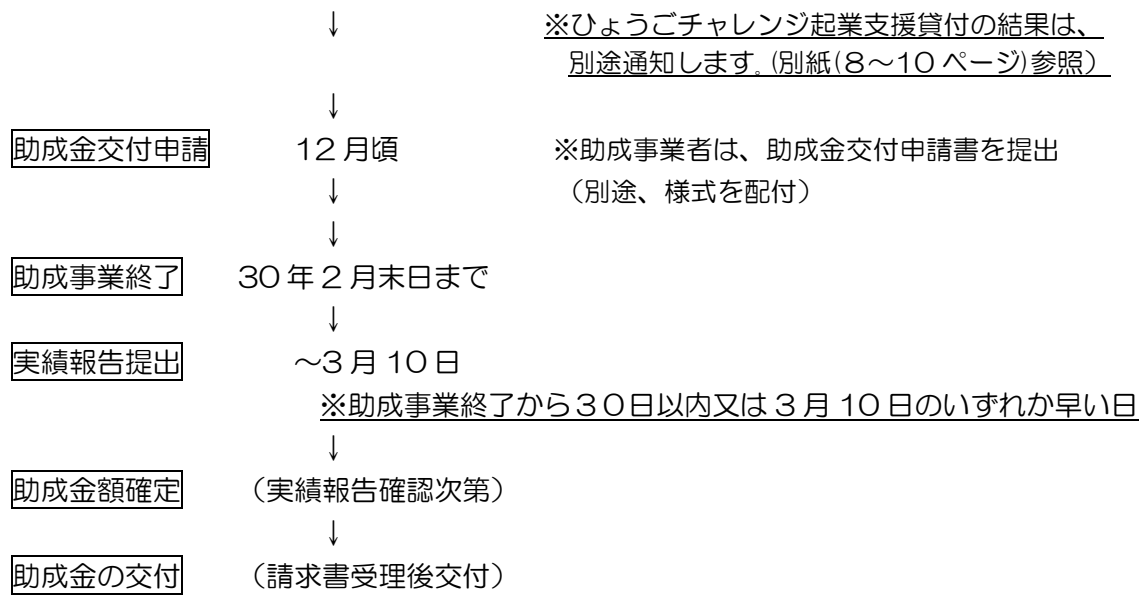 ↓ ※ひょうごチャレンジ起業支援貸付の結果は、
別途通知します。(別紙(8～10ページ)参照）
↓
助成金交付申請 12月頃 ※助成事業者は、助成金交付申請書を提出
↓ （別途、様式を配付）
↓
助成事業終了 30年2月末日まで
↓
実績報告提出 ～3月10日
※助成事業終了から３０日以内又は3月10日のいずれか早い日
↓
助成金額確定 （実績報告確認次第）
↓
助成金の交付 （請求書受理後交付）